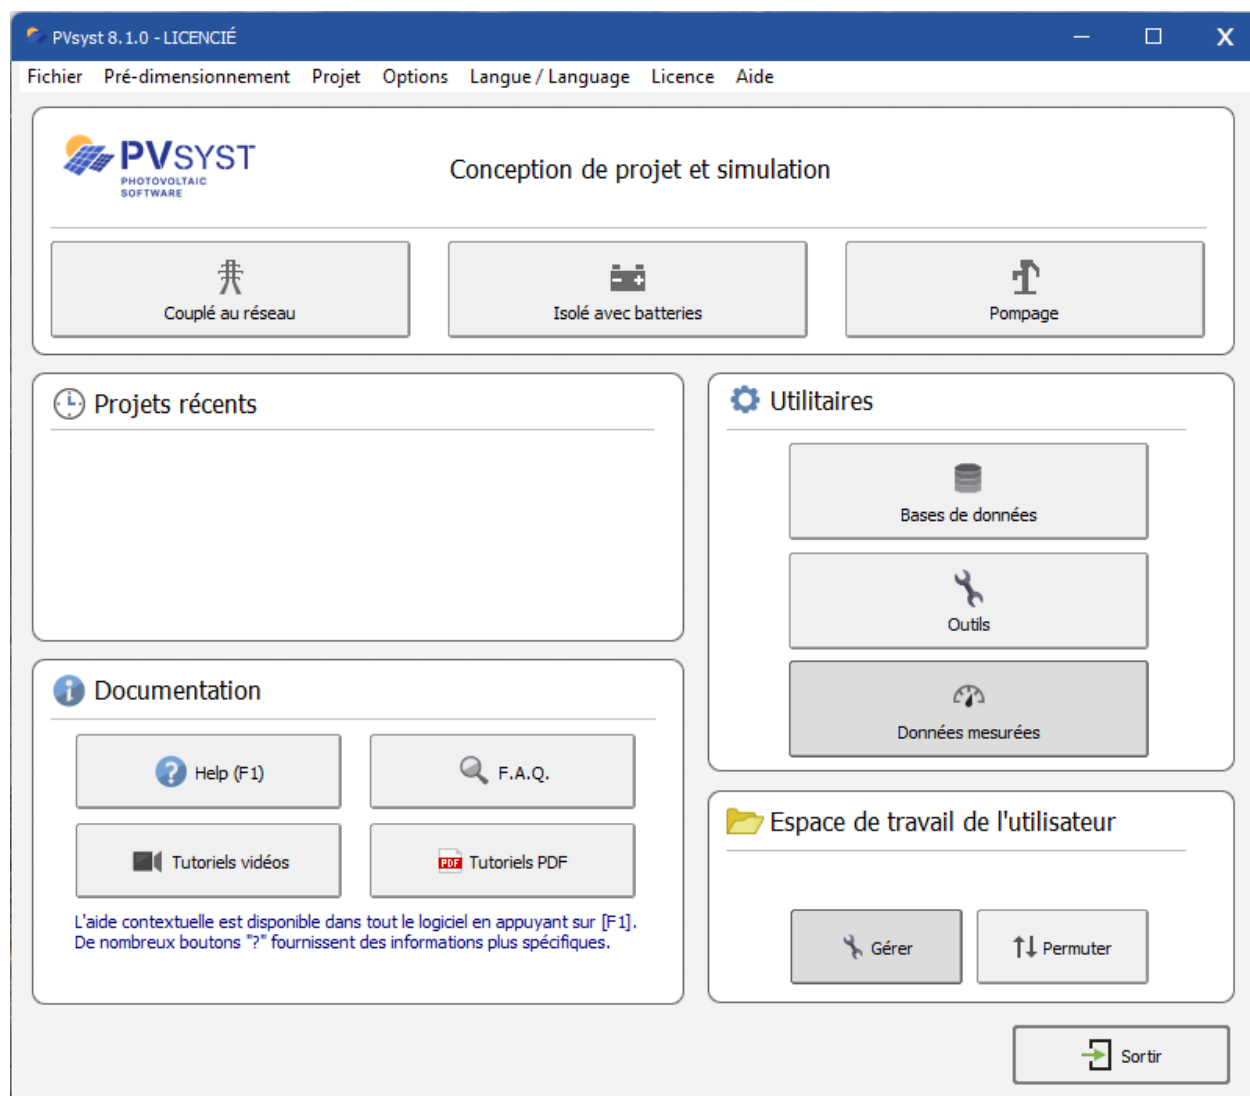 PVsyst 8.1.0 - LICENCIÉ
Fichier Pré-dimensionnement Projet Options Langue / Language Licence Aide
PVSYST
PHOTOVOLTAIC
SOFTWARE
Conception de projet et simulation
Couplé au réseau
Isolé avec batteries
Pompage
Projets récents
Utilitaires
Bases de données
Outils
Données mesurées
Documentation
Help (F1)
F.A.Q.
Tutoriels vidéos
PDF Tutoriels PDF
L'aide contextuelle est disponible dans tout le logiciel en appuyant sur [F1].
De nombreux boutons "?" fournissent des informations plus spécifiques.
Espace de travail de l'utilisateur
Gérer
Permuter
Sortir